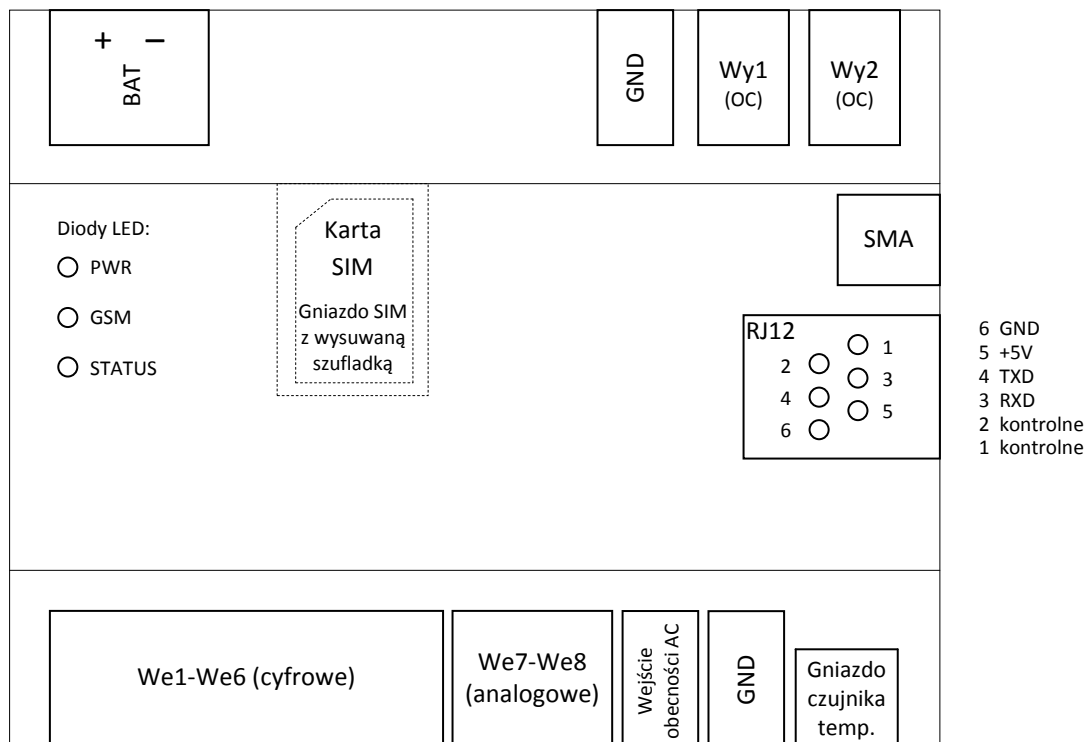 + −
BAT
GND
Wy1
(OC)
Wy2
(OC)
Diody LED:
PWR
GSM
STATUS
Karta
SIM
Gniazdo SIM
z wysuwaną
szufladką
SMA
RJ12
1
2
3
4
5
6
6 GND
5 +5V
4 TXD
3 RXD
2 kontrolne
1 kontrolne
We1-We6 (cyfrowe)
We7-We8
(analogowe)
Wejście
obecności AC
GND
Gniazdo
czujnika
temp.